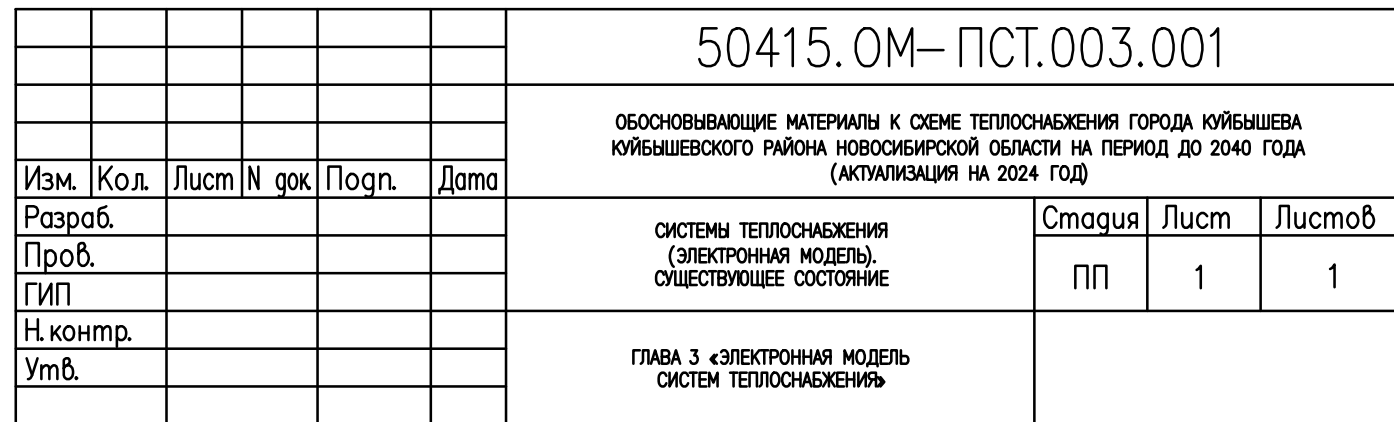 50415.ОМ-ПСТ.003.001
ОБОСНОВЫВАЮЩИЕ МАТЕРИАЛЫ К СХЕМЕ ТЕПЛОСНАБЖЕНИЯ ГОРОДА КУЙБЫШЕВА
КУЙБЫШЕВСКОГО РАЙОНА НОВОСИБИРСКОЙ ОБЛАСТИ НА ПЕРИОД ДО 2040 ГОДА
(АКТУАЛИЗАЦИЯ НА 2024 ГОД)
Изм. Кол. Лист N док Подп. Дата
Разраб.
Пров.
ГИП
Н. контр.
Утв.
СИСТЕМЫ ТЕПЛОСНАБЖЕНИЯ
(ЭЛЕКТРОННАЯ МОДЕЛЬ).
СУЩЕСТВУЮЩЕЕ СОСТОЯНИЕ
Стадия Лист Листов
ПП 1 1
ГЛАВА 3 «ЭЛЕКТРОННАЯ МОДЕЛЬ
СИСТЕМ ТЕПЛОСНАБЖЕНИЯ»